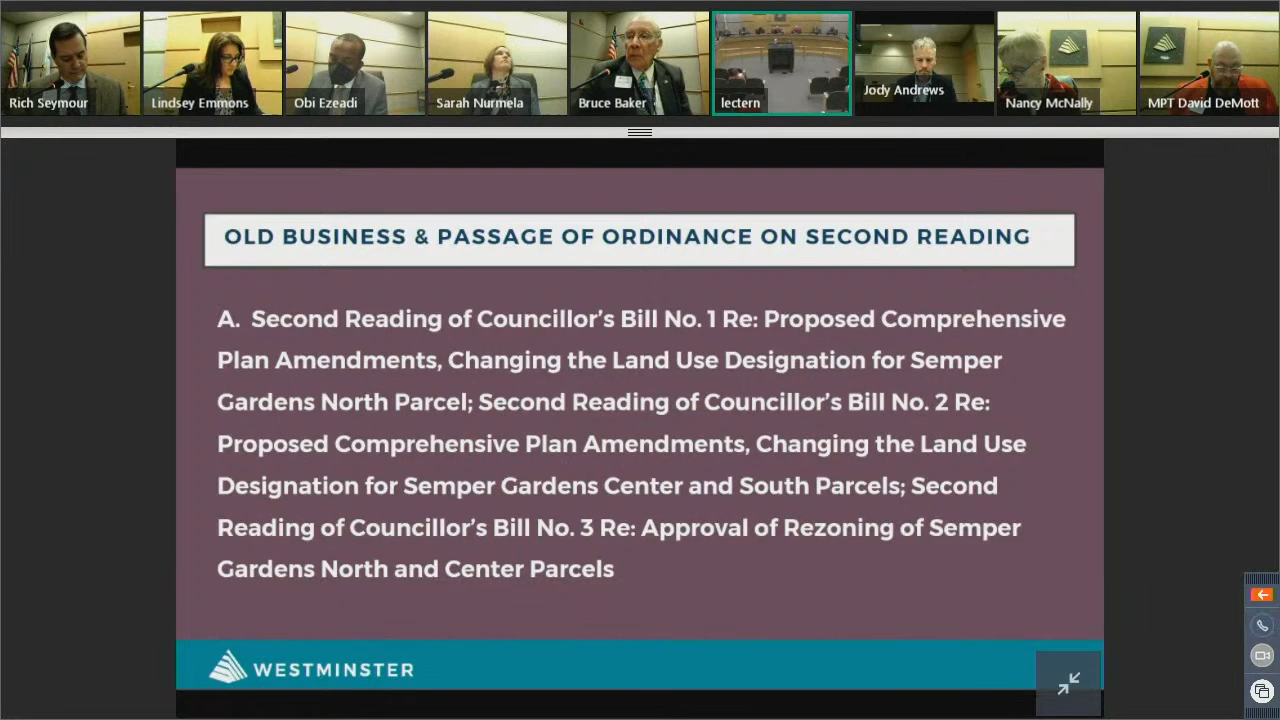 Rich Seymour
Lindsey Emmons
Obi Ezeadi
Sarah Nurmela
Bruce Baker
lectern
Jody Andrews
Nancy McNally
MPT David DeMott
OLD BUSINESS & PASSAGE OF ORDINANCE ON SECOND READING
A. Second Reading of Councillor's Bill No. 1 Re: Proposed Comprehensive
Plan Amendments, Changing the Land Use Designation for Semper
Gardens North Parcel; Second Reading of Councillor's Bill No. 2 Re:
Proposed Comprehensive Plan Amendments, Changing the Land Use
Designation for Semper Gardens Center and South Parcels; Second
Reading of Councillor's Bill No. 3 Re: Approval of Rezoning of Semper
Gardens North and Center Parcels
WESTMINSTER